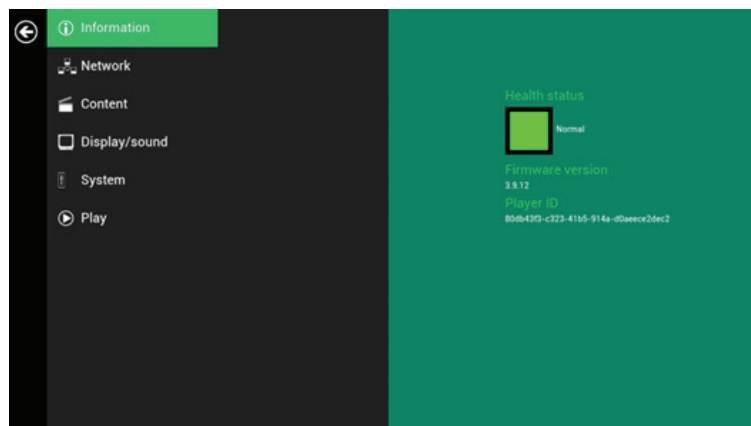 Information
Network
Content
Display/sound
System
Play
Health status
Normal
Firmware version
3.9.12
Player ID
80db43f3-c323-41b5-914a-d0aeece2dec2